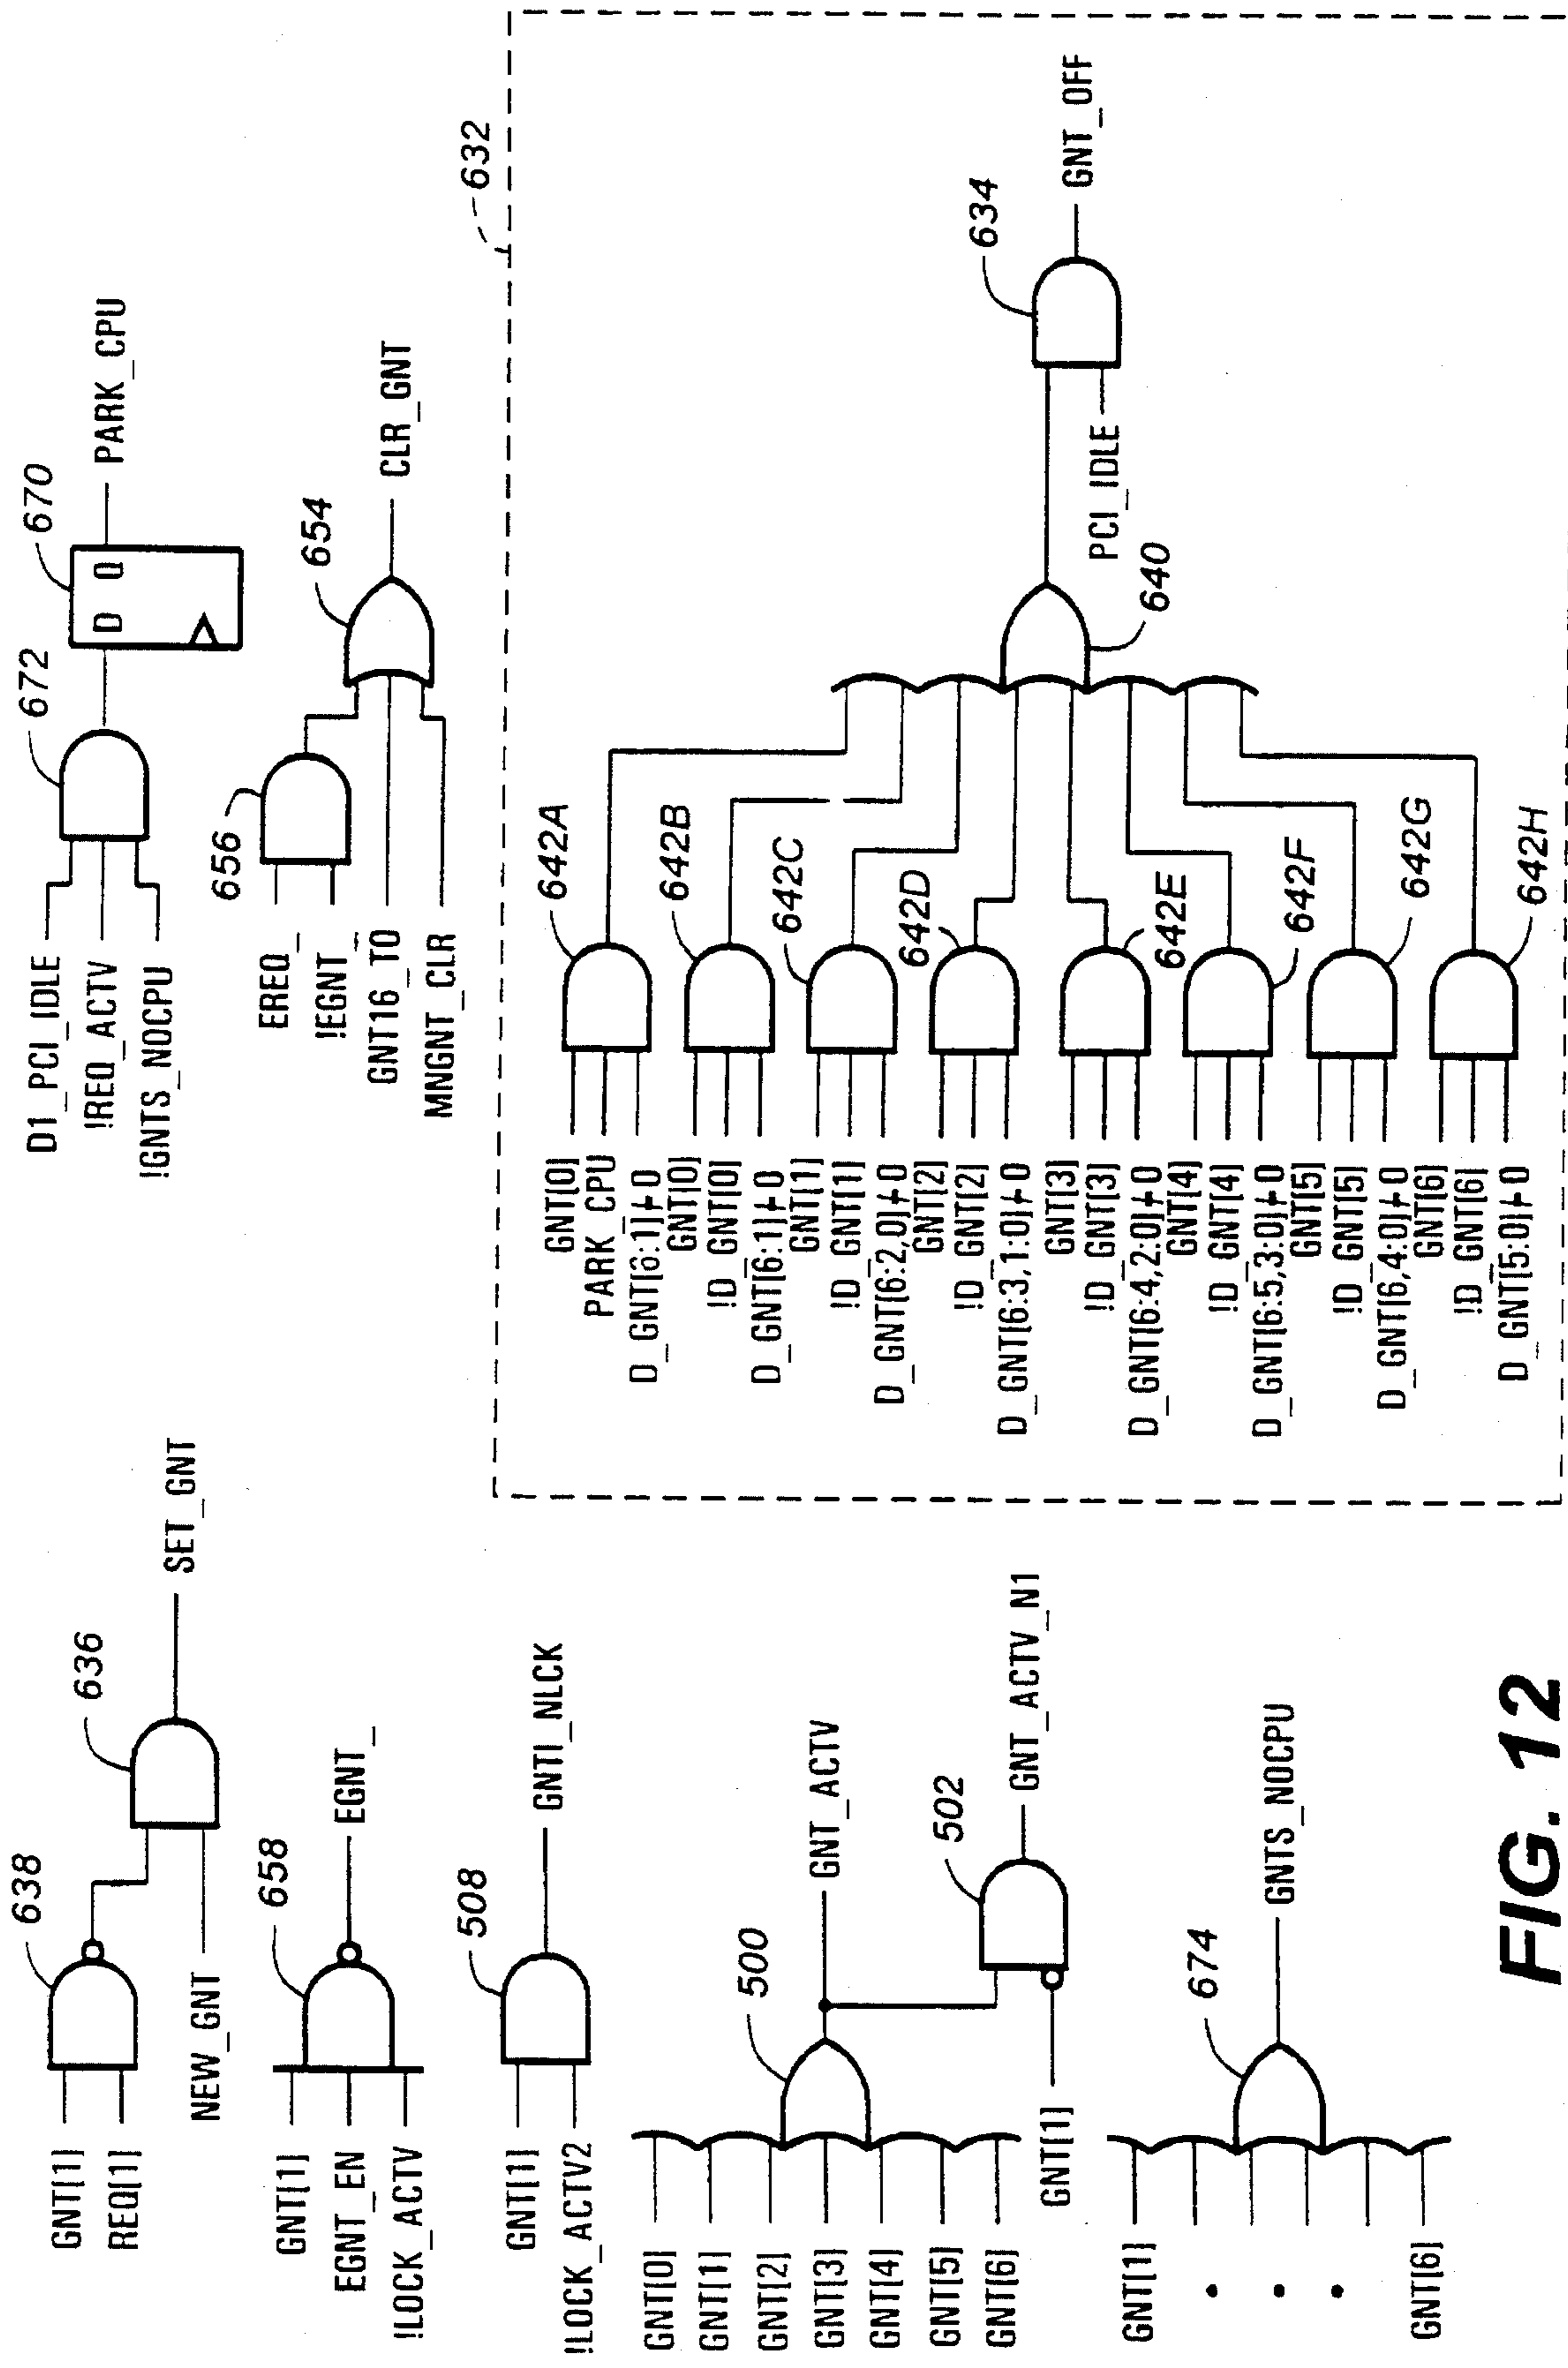 GNT[1]
REQ[1]
638
NEW_GNT
636
SET_GNT
GNT[1]
EGNT_EN
!LOCK_ACTV
658
EGNT_
GNT[1]
!LOCK_ACTV2
508
GNT1_NLCK
GNT[0]
GNT[1]
GNT[2]
GNT[3]
GNT[4]
GNT[5]
GNT[6]
500
GNT_ACTV
GNT[1]
502
GNT_ACTV_N1
GNT[1]
•
•
•
GNT[6]
674
GNTS_NOCPU
D1_PCI_IDLE
!REQ_ACTV
!GNTS_NOCPU
672
D Q
670
PARK_CPU
EREQ_
!EGNT_
656
GNT16_TO
MNGNT_CLR
654
CLR_GNT
632
GNT[0]
PARK_CPU
D_GNT[6:1]≠0
642A
GNT[0]
!D_GNT[0]
D_GNT[6:1]≠0
642B
GNT[1]
!D_GNT[1]
D_GNT[6:2,0]≠0
642C
GNT[2]
!D_GNT[2]
D_GNT[6:3,1:0]≠0
642D
GNT[3]
!D_GNT[3]
D_GNT[6:4,2:0]≠0
642E
GNT[4]
!D_GNT[4]
D_GNT[6:5,3:0]≠0
642F
GNT[5]
!D_GNT[5]
D_GNT[6,4:0]≠0
642G
GNT[6]
!D_GNT[6]
D_GNT[5:0]≠0
642H
640
PCI_IDLE
634
GNT_OFF
FIG. 12